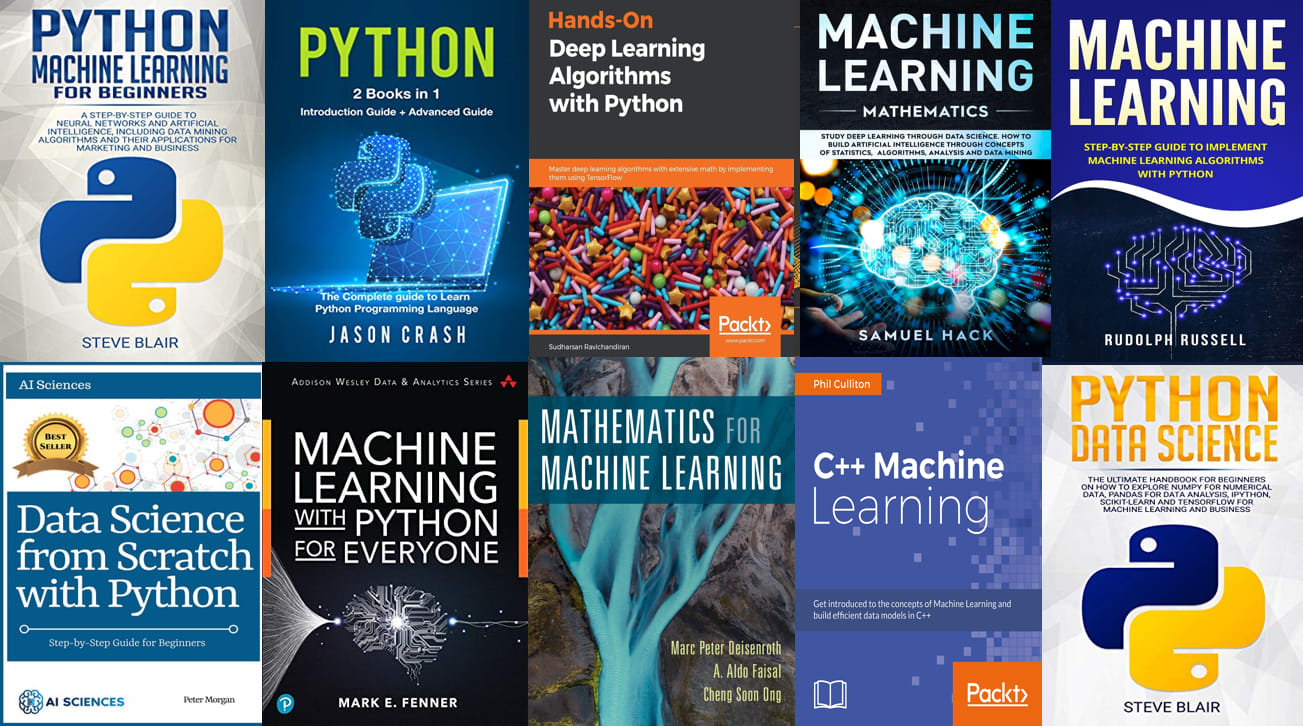 PYTHON
MACHINE LEARNING
FOR BEGINNERS
A STEP-BY-STEP GUIDE TO
NEURAL NETWORKS AND ARTIFICIAL
INTELLIGENCE, INCLUDING DATA MINING
ALGORITHMS AND THEIR APPLICATIONS FOR
MARKETING AND BUSINESS
STEVE BLAIR
PYTHON
2 Books in 1
Introduction Guide + Advanced Guide
The Complete guide to Learn
Python Programming Language
JASON CRASH
Hands-On
Deep Learning
Algorithms
with Python
Master deep learning algorithms with extensive math by implementing
them using TensorFlow
Packt>
www.packt.com
Sudharsan Ravichandiran
MACHINE
LEARNING
MATHEMATICS
STUDY DEEP LEARNING THROUGH DATA SCIENCE. HOW TO
BUILD ARTIFICIAL INTELLIGENCE THROUGH CONCEPTS
OF STATISTICS, ALGORITHMS, ANALYSIS AND DATA MINING
SAMUEL HACK
MACHINE
LEARNING
STEP-BY-STEP GUIDE TO IMPLEMENT
MACHINE LEARNING ALGORITHMS
WITH PYTHON
RUDOLPH RUSSELL
AI Sciences
BEST
SELLER
Data Science
from Scratch
with Python
Step-by-Step Guide for Beginners
AI SCIENCES
Peter Morgan
ADDISON WESLEY DATA & ANALYTICS SERIES
MACHINE
LEARNING
WITH PYTHON
FOR EVERYONE
P
MARK E. FENNER
MATHEMATICS FOR
MACHINE LEARNING
Marc Peter Deisenroth
A. Aldo Faisal
Cheng Soon Ong
Phil Culliton
C++ Machine
Learning
Get introduced to the concepts of Machine Learning and
build efficient data models in C++
Packt>
PYTHON
DATA SCIENCE
THE ULTIMATE HANDBOOK FOR BEGINNERS
ON HOW TO EXPLORE NUMPY FOR NUMERICAL
DATA, PANDAS FOR DATA ANALYSIS, IPYTHON,
SCIKIT-LEARN AND TENSORFLOW FOR
MACHINE LEARNING AND BUSINESS
STEVE BLAIR